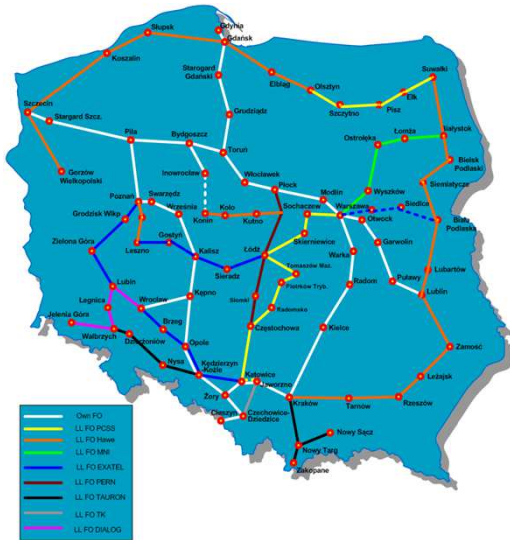 Gdynia
Słupsk
Gdańsk
Koszalin
Starogard
Gdański
Elbląg
Olsztyn
Suwałki
Szczytno
Pisz
Ełk
Szczecin
Stargard Szcz.
Grudziądz
Piła
Bydgoszcz
Toruń
Ostrołęka
Łomża
Białystok
Bielsk
Podlaski
Gorzów
Wielkopolski
Inowrocław
Włocławek
Płock
Wyszków
Siemiatycze
Poznań
Swarzędz
Września
Modlin
Sochaczew
Warszawa
Siedlce
Grodzisk Wlkp
Konin
Koło
Kutno
Otwock
Biała
Podlaska
Gostyń
Leszno
Kalisz
Łódź
Skierniewice
Garwolin
Zielona Góra
Sieradz
Tomaszów Maz.
Warka
Piotrków Tryb.
Radom
Puławy
Lubartów
Lublin
Lubin
Legnica
Wrocław
Kępno
Radomsko
Jelenia Góra
Wałbrzych
Dzierżoniów
Brzeg
Częstochowa
Kielce
Opole
Zamość
Nysa
Kędzierzyn
-Koźle
Katowice
Jaworzno
Leżajsk
Żory
Kraków
Tarnów
Rzeszów
Cieszyn
Czechowice-
Dziedzice
Nowy Sącz
Nowy Targ
Zakopane
Own FO
LL FO PCSS
LL FO Hawe
LL FO MNI
LL FO EXATEL
LL FO PERN
LL FO TAURON
LL FO TK
LL FO DIALOG